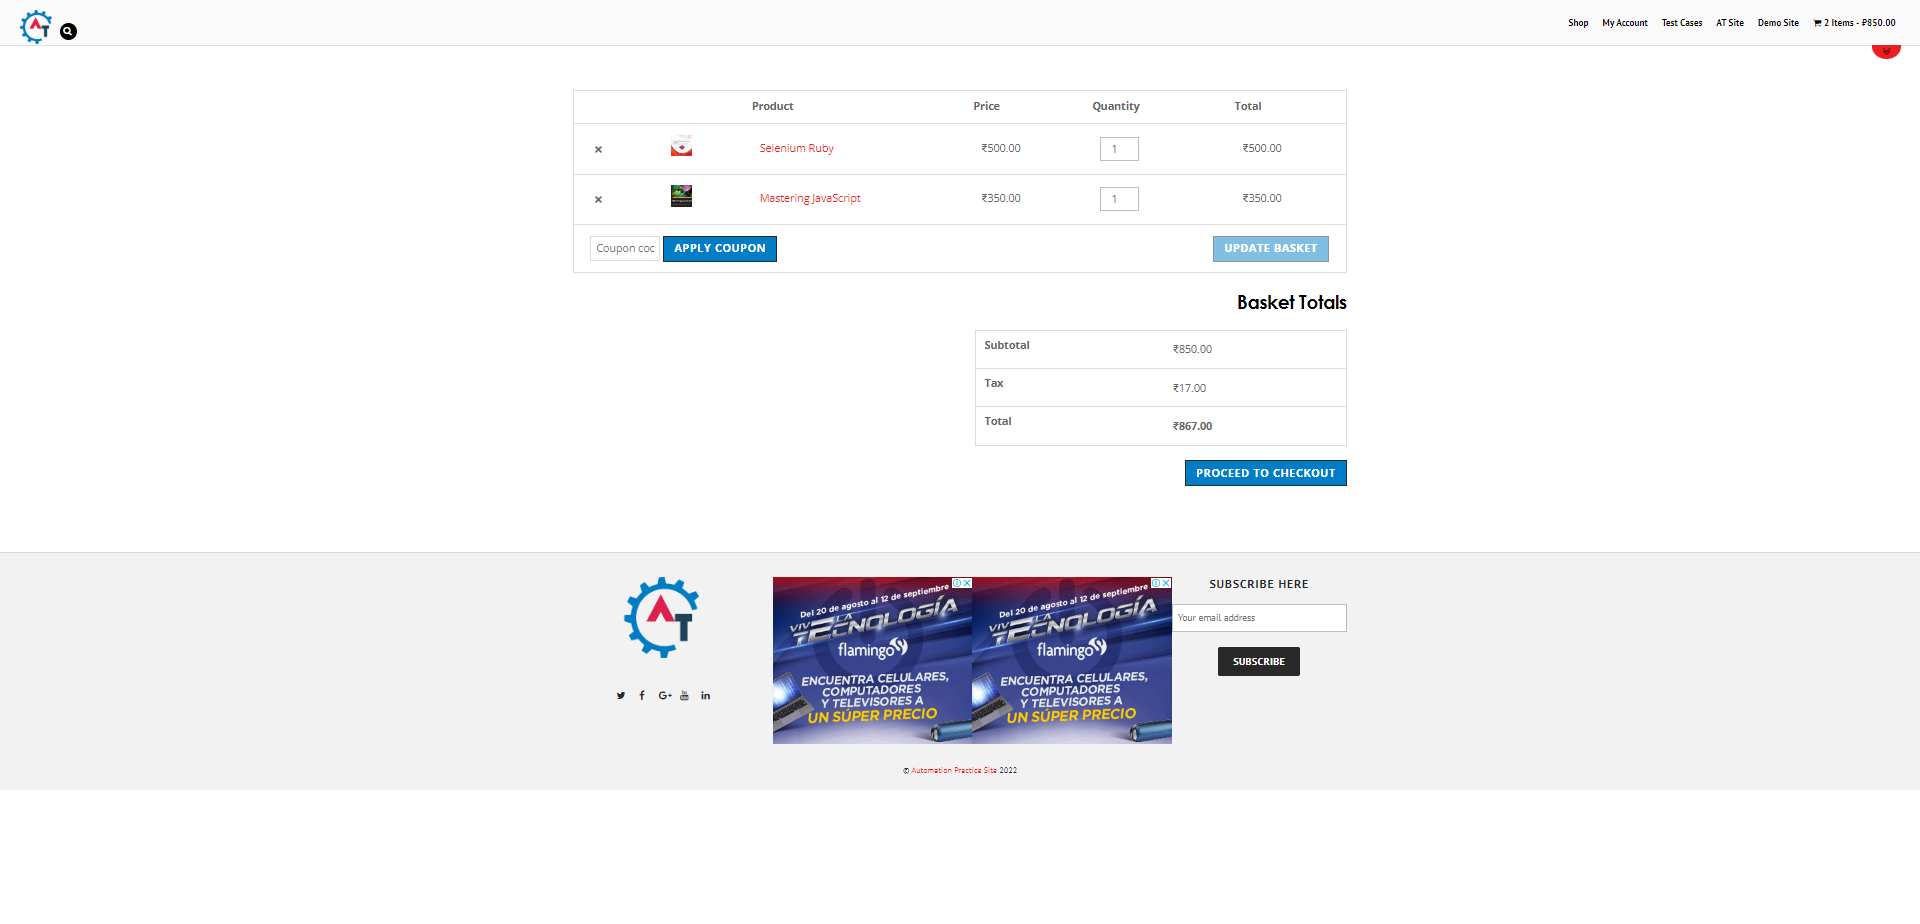 AT
Shop My Account Test Cases AT Site Demo Site 2 Items - ₹850.00
Product Price Quantity Total
× Selenium Ruby ₹500.00 1 ₹500.00
× Mastering JavaScript ₹350.00 1 ₹350.00
Coupon coc APPLY COUPON UPDATE BASKET
Basket Totals
Subtotal ₹850.00
Tax ₹17.00
Total ₹867.00
PROCEED TO CHECKOUT
AT
Del 20 de agosto al 12 de septiembre
VIVE LA
TECNOLOGÍA
flamingo
ENCUENTRA CELULARES,
COMPUTADORES
Y TELEVISORES A
UN SÚPER PRECIO
Del 20 de agosto al 12 de septiembre
VIVE LA
TECNOLOGÍA
flamingo
ENCUENTRA CELULARES,
COMPUTADORES
Y TELEVISORES A
UN SÚPER PRECIO
SUBSCRIBE HERE
Your email address
SUBSCRIBE
© Automation Practice Site 2022